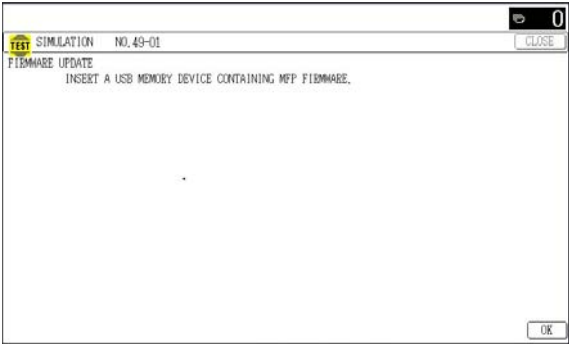 0
TEST SIMULATION NO.49-01 CLOSE
FIRMWARE UPDATE
INSERT A USB MEMORY DEVICE CONTAINING MFP FIRMWARE.
OK